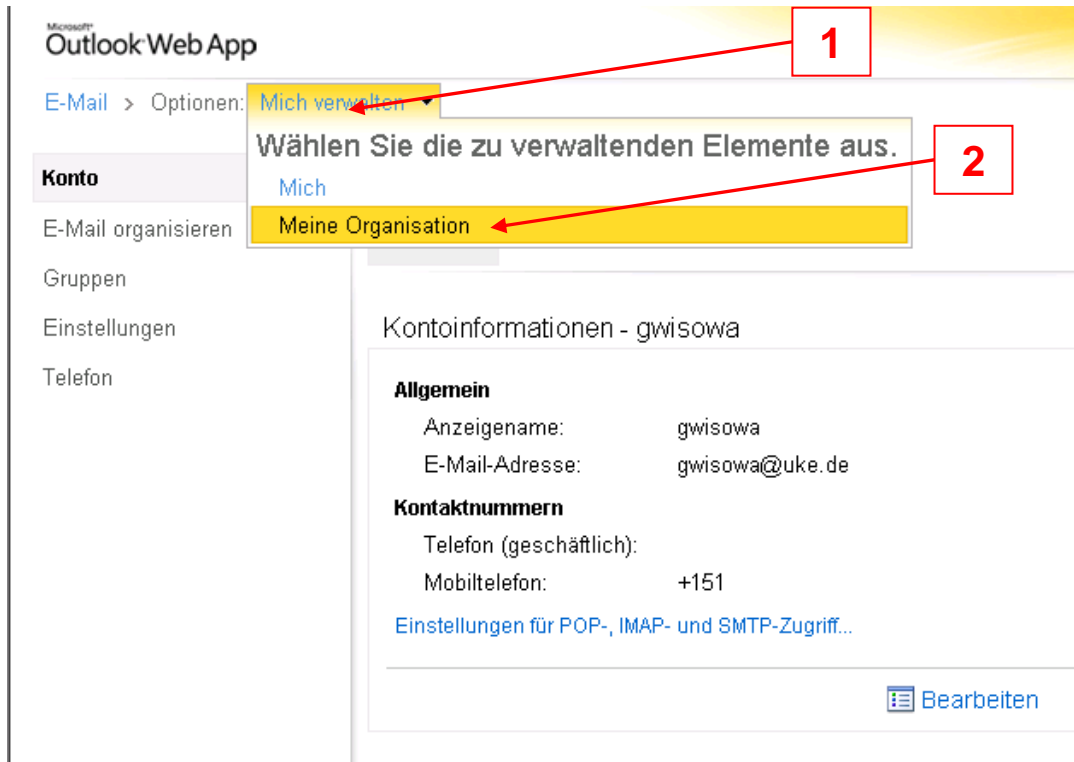 Microsoft
Outlook Web App
1
E-Mail > Optionen: Mich verwalten
Wählen Sie die zu verwaltenden Elemente aus.
2
Mich
Meine Organisation
Konto
E-Mail organisieren
Gruppen
Einstellungen
Telefon
Kontoinformationen - gwisowa
Allgemein
Anzeigename: gwisowa
E-Mail-Adresse: gwisowa@uke.de
Kontaktnummern
Telefon (geschäftlich):
Mobiltelefon: +151
Einstellungen für POP-, IMAP- und SMTP-Zugriff...
Bearbeiten